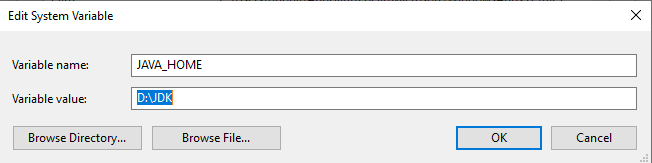 Edit System Variable
Variable name: JAVA_HOME
Variable value: D:\JDK
Browse Directory... Browse File... OK Cancel